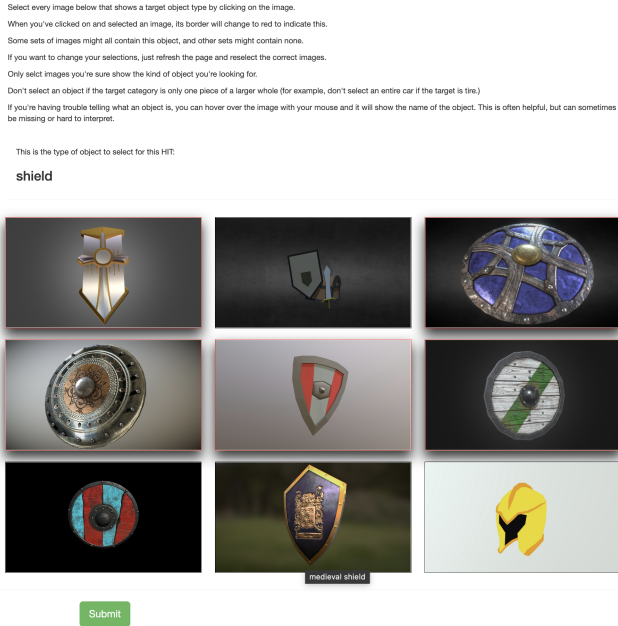 Select every image below that shows a target object type by clicking on the image.
When you've clicked on and selected an image, its border will change to red to indicate this.
Some sets of images might all contain this object, and other sets might contain none.
If you want to change your selections, just refresh the page and reselect the correct images.
Only selct images you're sure show the kind of object you're looking for.
Don't select an object if the target category is only one piece of a larger whole (for example, don't select an entire car if the target is tire.)
If you're having trouble telling what an object is, you can hover over the image with your mouse and it will show the name of the object. This is often helpful, but can sometimes
be missing or hard to interpret.
This is the type of object to select for this HIT:
shield
medieval shield
Submit